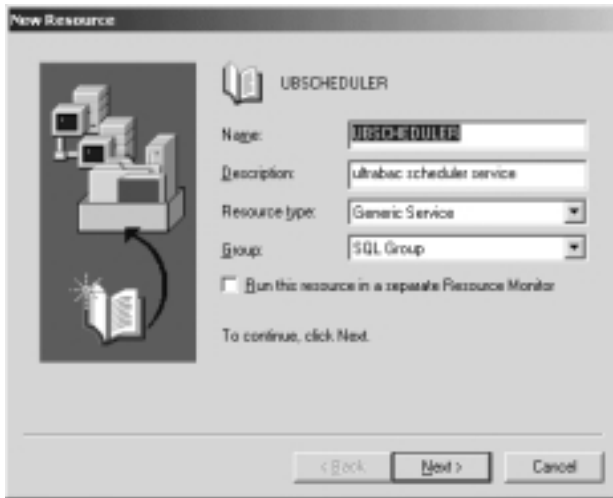 New Resource
UBSCHEDULER
Name: UBSCHEDULER
Description: ultrabac scheduler service
Resource type: Generic Service
Group: SQL Group
Run this resource in a separate Resource Monitor
To continue, click Next.
< Back Next > Cancel